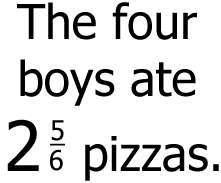 The four
boys ate
2 5/6 pizzas.